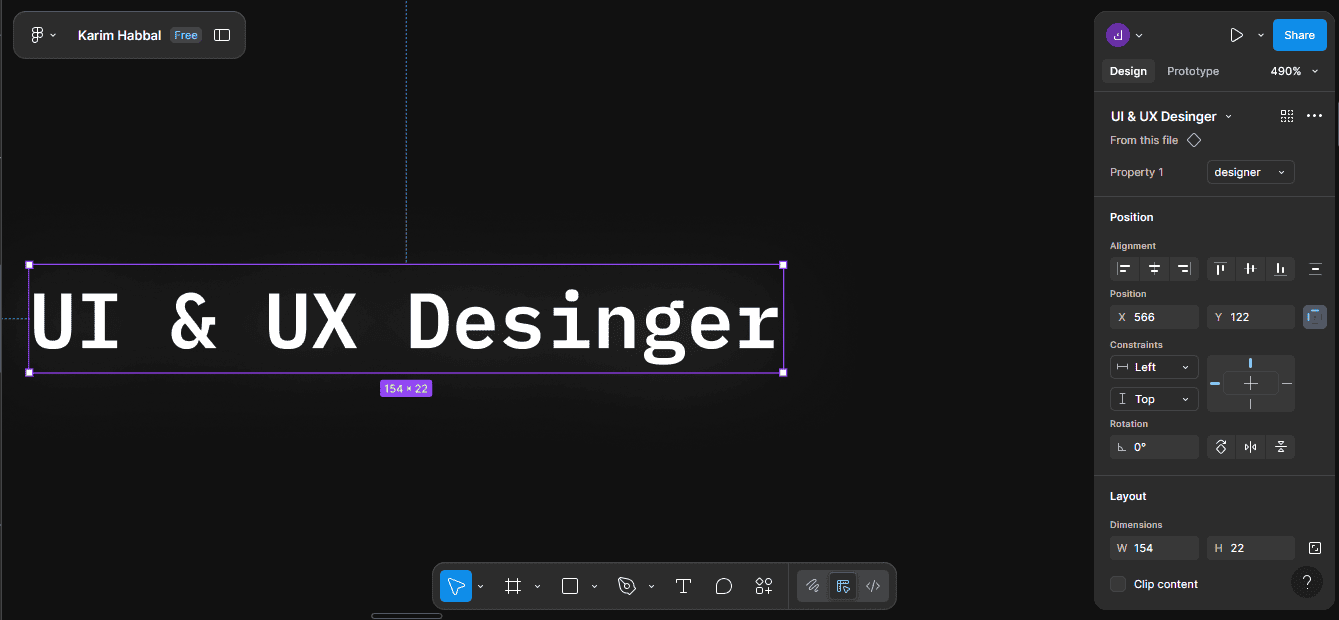 Karim Habbal Free
Share
Design Prototype 490%
UI & UX Desinger
From this file
Property 1 designer
Position
Alignment
Position
X 566 Y 122
Constraints
Left
Top
Rotation
0°
Layout
Dimensions
W 154 H 22
Clip content
?
UI & UX Desinger
154 × 22